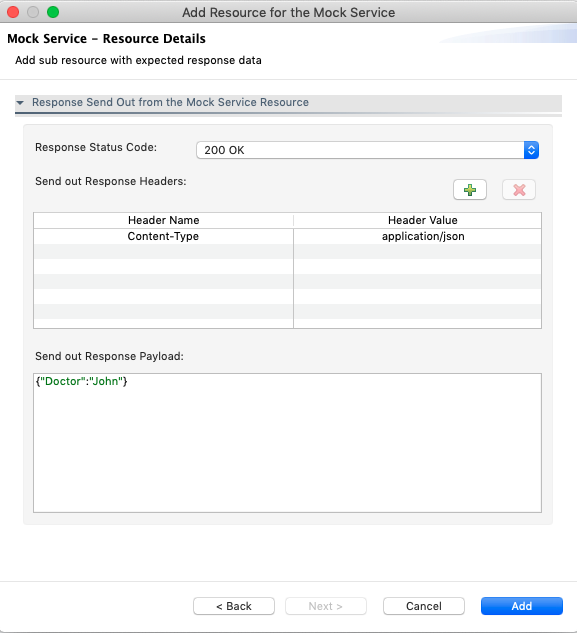 Add Resource for the Mock Service
Mock Service – Resource Details
Add sub resource with expected response data
Response Send Out from the Mock Service Resource
Response Status Code: 200 OK
Send out Response Headers:
Header Name Header Value
Content-Type application/json
Send out Response Payload:
{"Doctor":"John"}
< Back Next > Cancel Add